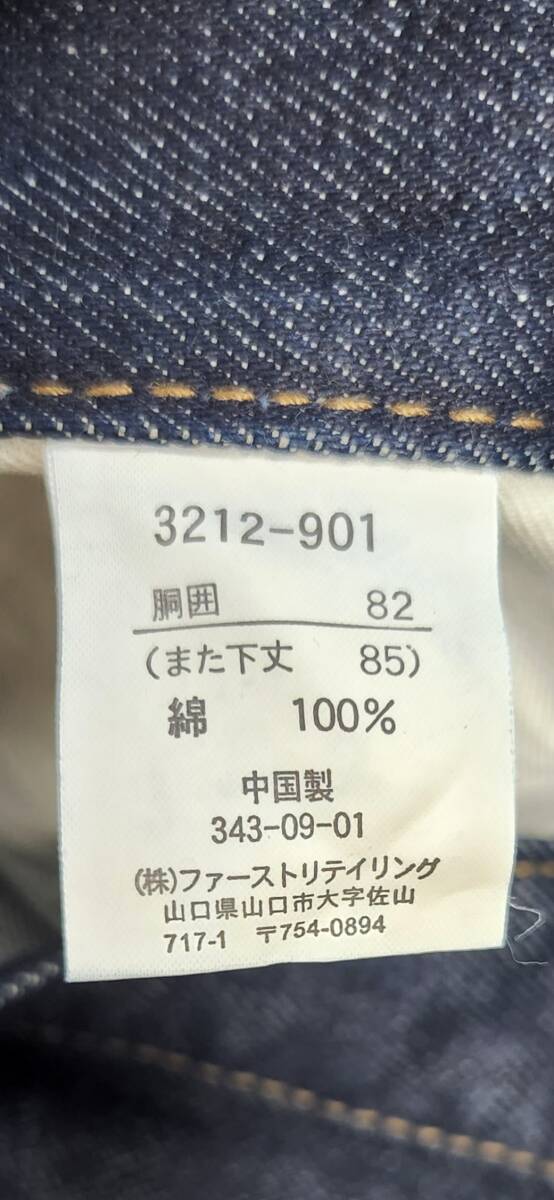 3212-901
胴囲 82
(また下丈 85)
綿 100%
中国製
343-09-01
(株)ファーストリテイリング
山口県山口市大字佐山
717-1 〒754-0894